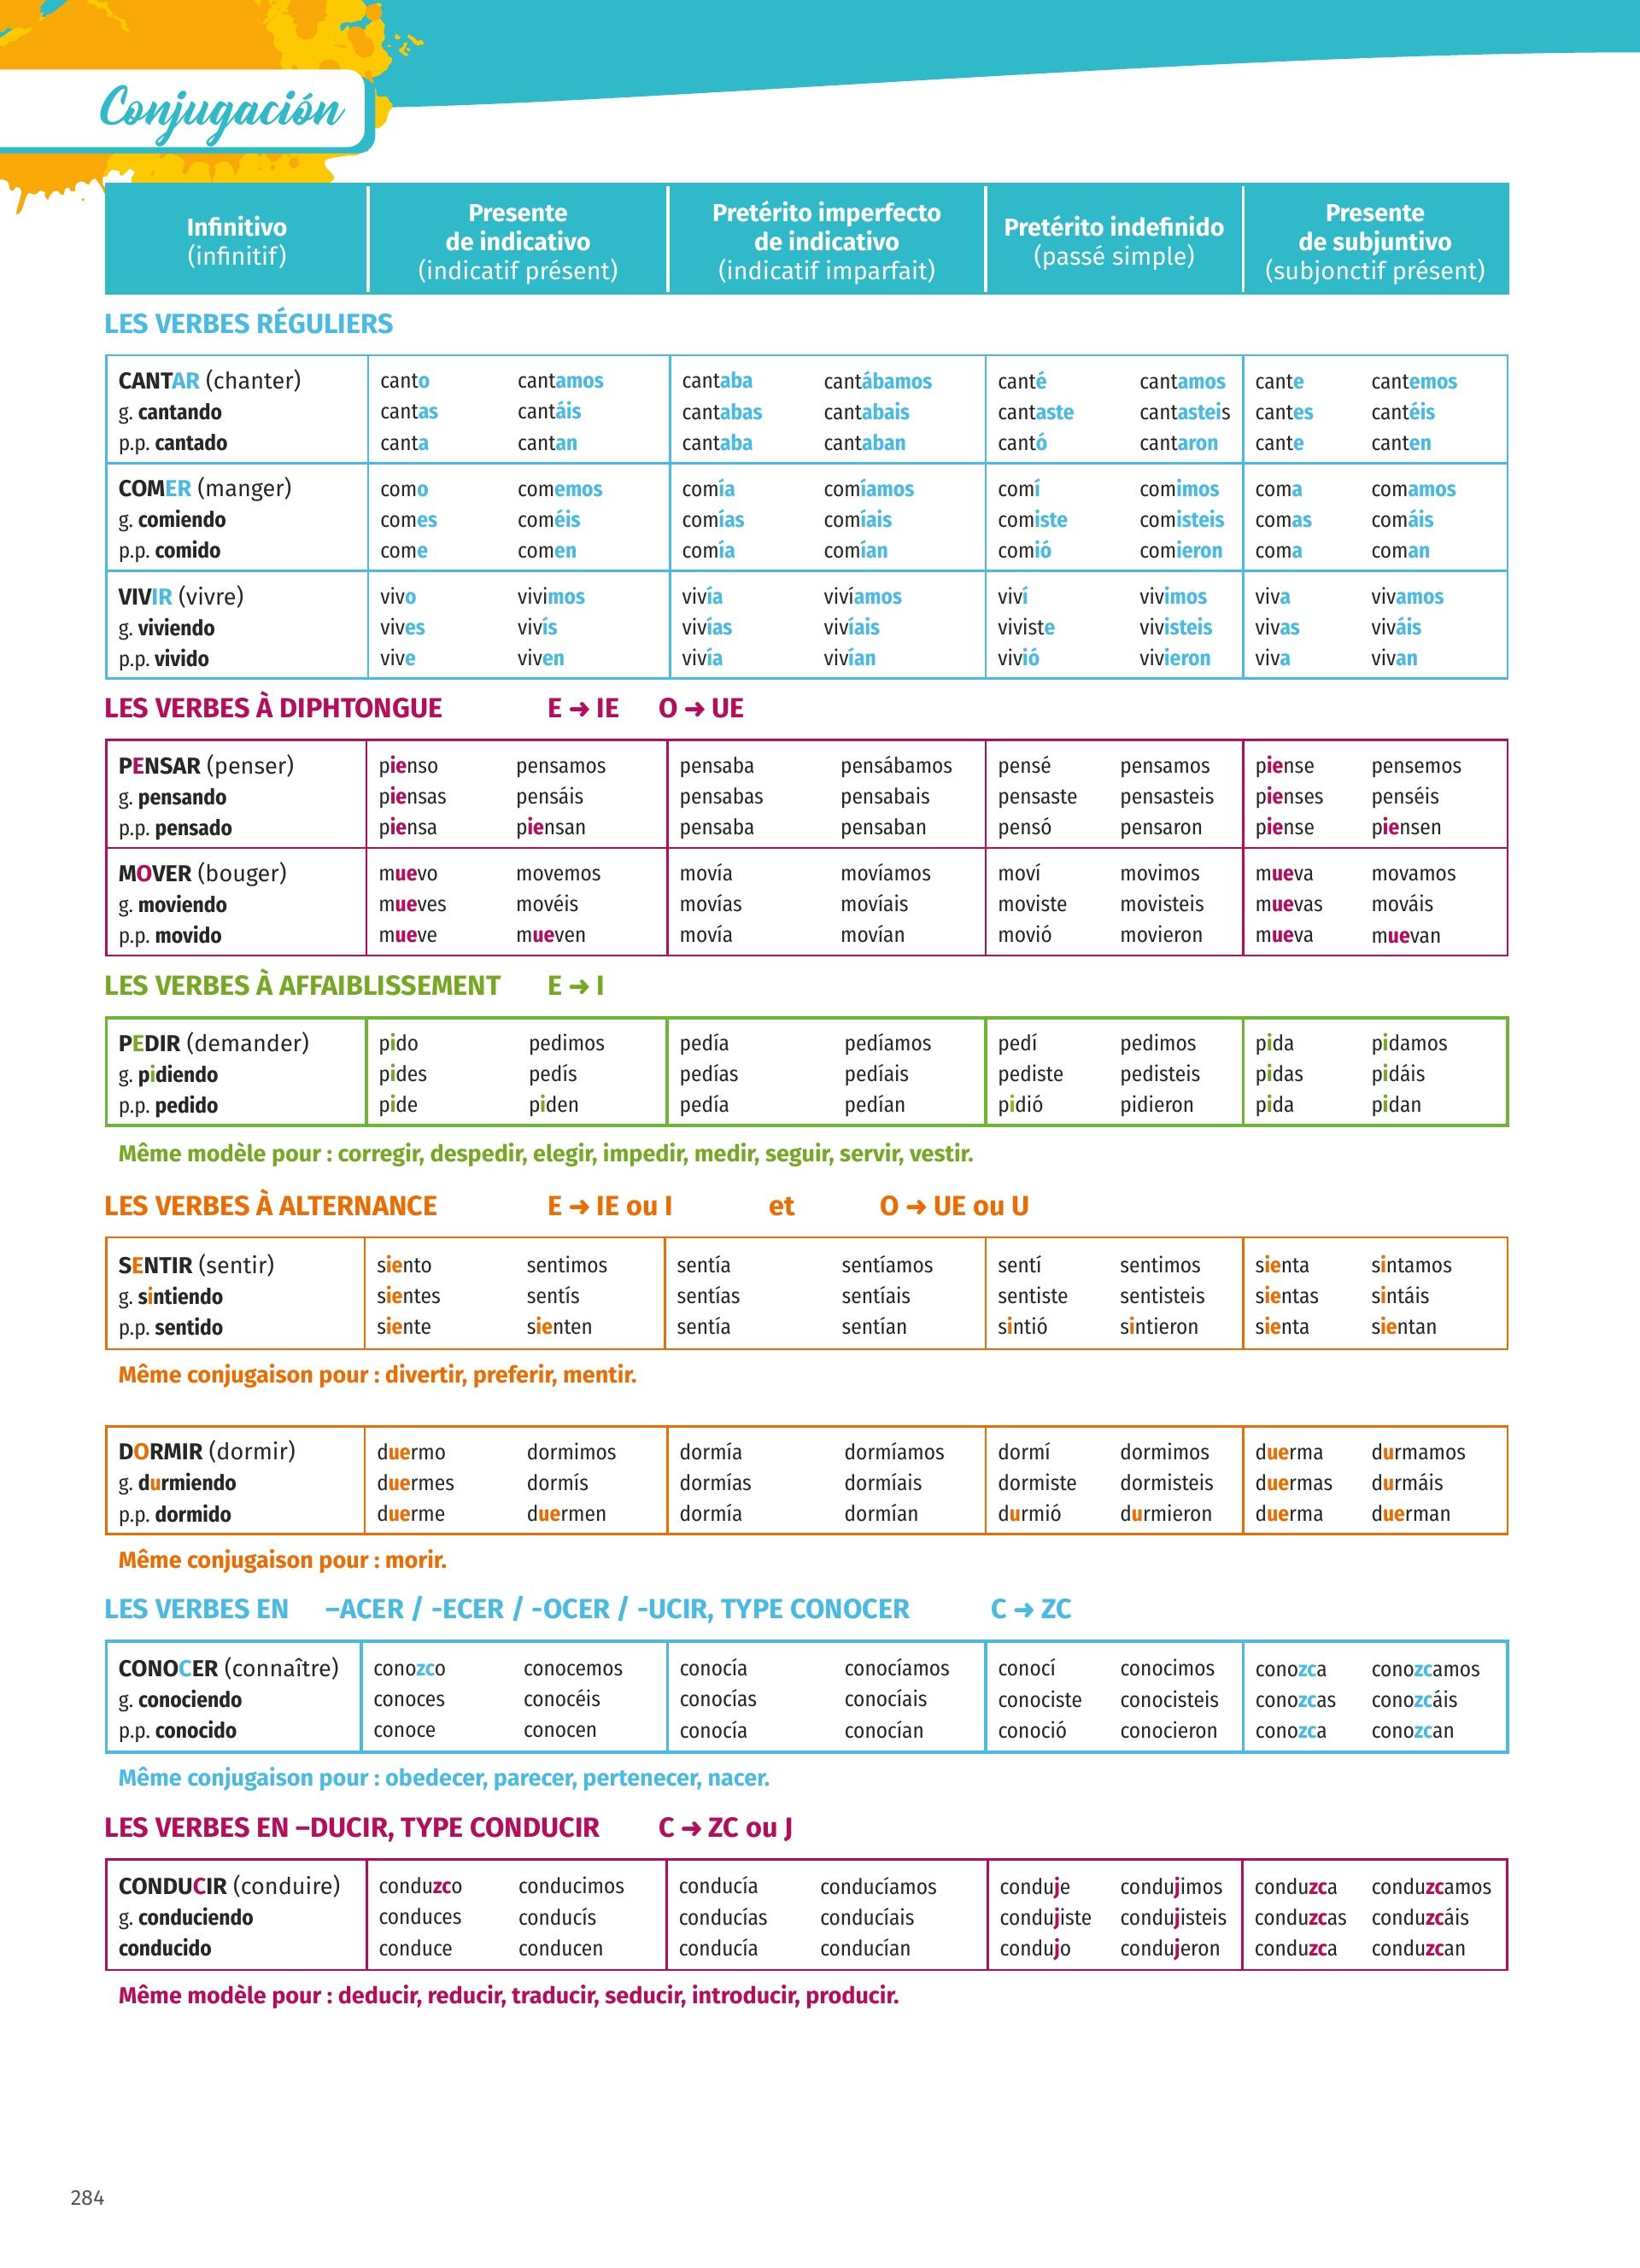 Conjugación
Infinitivo
(infinitif)
Presente
de indicativo
(indicatif présent)
Pretérito imperfecto
de indicativo
(indicatif imparfait)
Pretérito indefinido
(passé simple)
Presente
de subjuntivo
(subjonctif présent)
LES VERBES RÉGULIERS
CANTAR (chanter) canto cantamos cantaba cantábamos canté cantamos cante cantemos
g. cantando cantas cantáis cantabas cantabais cantaste cantasteis cantes cantéis
p.p. cantado canta cantan cantaba cantaban cantó cantaron cante canten
COMER (manger) como comemos comía comíamos comí comimos coma comamos
g. comiendo comes coméis comías comíais comiste comisteis comas comáis
p.p. comido come comen comía comían comió comieron coma coman
VIVIR (vivre) vivo vivimos vivía vivíamos viví vivimos viva vivamos
g. viviendo vives vivís vivías vivíais viviste vivisteis vivas viváis
p.p. vivido vive viven vivía vivían vivió vivieron viva vivan
LES VERBES À DIPHTONGUE E ➜ IE O ➜ UE
PENSAR (penser) pienso pensamos pensaba pensábamos pensé pensamos piense pensemos
g. pensando piensas pensáis pensabas pensabais pensaste pensasteis pienses penséis
p.p. pensado piensa piensan pensaba pensaban pensó pensaron piense piensen
MOVER (bouger) muevo movemos movía movíamos moví movimos mueva movamos
g. moviendo mueves movéis movías movíais moviste movisteis muevas mováis
p.p. movido mueve mueven movía movían movió movieron mueva muevan
LES VERBES À AFFAIBLISSEMENT E ➜ I
PEDIR (demander) pido pedimos pedía pedíamos pedí pedimos pida pidamos
g. pidiendo pides pedís pedías pedíais pediste pedisteis pidas pidáis
p.p. pedido pide piden pedía pedían pidió pidieron pida pidan
Même modèle pour : corregir, despedir, elegir, impedir, medir, seguir, servir, vestir.
LES VERBES À ALTERNANCE E ➜ IE ou I et O ➜ UE ou U
SENTIR (sentir) siento sentimos sentía sentíamos sentí sentimos sienta sintamos
g. sintiendo sientes sentís sentías sentíais sentiste sentisteis sientas sintáis
p.p. sentido siente sienten sentía sentían sintió sintieron sienta sientan
Même conjugaison pour : divertir, preferir, mentir.
DORMIR (dormir) duermo dormimos dormía dormíamos dormí dormimos duerma durmamos
g. durmiendo duermes dormís dormías dormíais dormiste dormisteis duermas durmáis
p.p. dormido duerme duermen dormía dormían durmió durmieron duerma duerman
Même conjugaison pour : morir.
LES VERBES EN –ACER / -ECER / -OCER / -UCIR, TYPE CONOCER C ➜ ZC
CONOCER (connaître) conozco conocemos conocía conocíamos conocí conocimos conozca conozcamos
g. conociendo conoces conocéis conocías conocíais conociste conocisteis conozcas conozcáis
p.p. conocido conoce conocen conocía conocían conoció conocieron conozca conozcan
Même conjugaison pour : obedecer, parecer, pertenecer, nacer.
LES VERBES EN –DUCIR, TYPE CONDUCIR C ➜ ZC ou J
CONDUCIR (conduire) conduzco conducimos conducía conducíamos conduje condujimos conduzca conduzcamos
g. conduciendo conduces conducís conducías conducíais condujiste condujisteis conduzcas conduzcáis
conducido conduce conducen conducía conducían condujo condujeron conduzca conduzcan
Même modèle pour : deducir, reducir, traducir, seducir, introducir, producir.
284